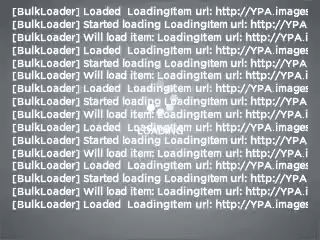 [BulkLoader] Loaded LoadingItem url: http://YPA.images
[BulkLoader] Started loading LoadingItem url: http://YPA
[BulkLoader] Will load item: LoadingItem url: http://YPA.i
[BulkLoader] Loaded LoadingItem url: http://YPA.images
[BulkLoader] Started loading LoadingItem url: http://YPA
[BulkLoader] Will load item: LoadingItem url: http://YPA.i
[BulkLoader] Loaded LoadingItem url: http://YPA.images
[BulkLoader] Started loading LoadingItem url: http://YPA
[BulkLoader] Will load item: LoadingItem url: http://YPA.i
[BulkLoader] Loaded LoadingItem url: http://YPA.images
LOADING
[BulkLoader] Started loading LoadingItem url: http://YPA
[BulkLoader] Will load item: LoadingItem url: http://YPA.i
[BulkLoader] Loaded LoadingItem url: http://YPA.images
[BulkLoader] Started loading LoadingItem url: http://YPA
[BulkLoader] Will load item: LoadingItem url: http://YPA.i
[BulkLoader] Loaded LoadingItem url: http://YPA.images